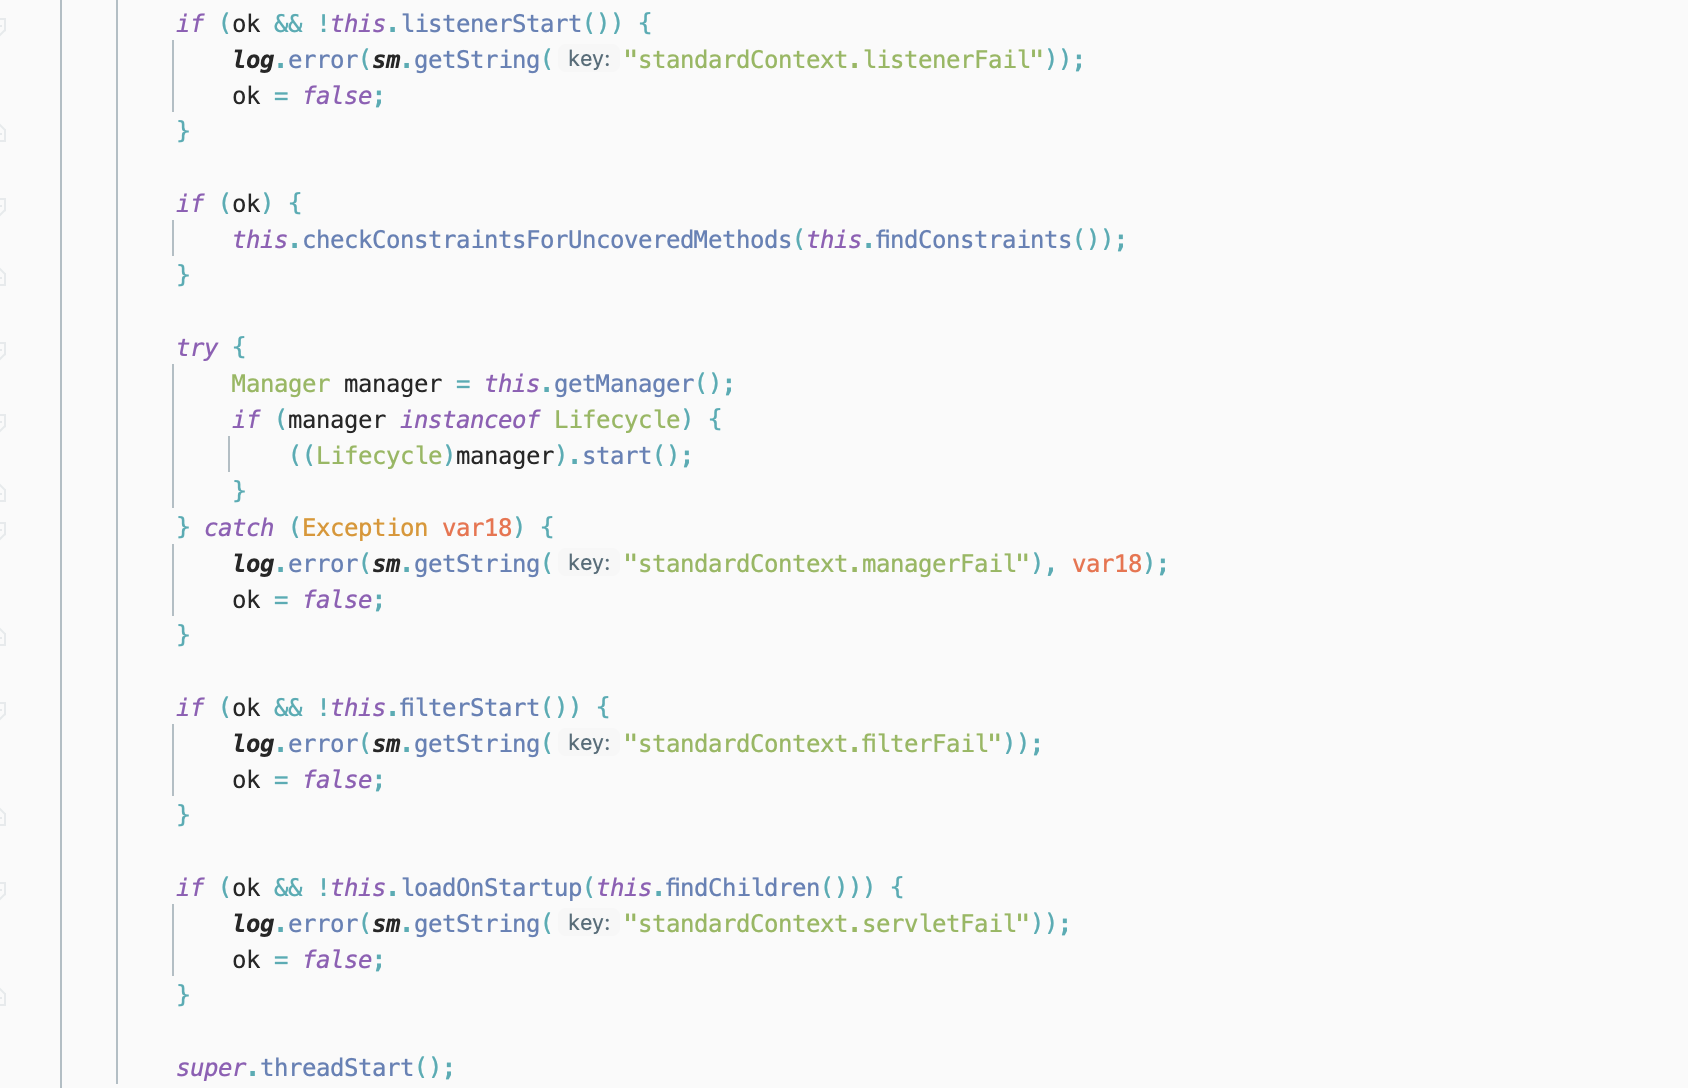 if (ok && !this.listenerStart()) {
log.error(sm.getString( key: "standardContext.listenerFail"));
ok = false;
}
if (ok) {
this.checkConstraintsForUncoveredMethods(this.findConstraints());
}
try {
Manager manager = this.getManager();
if (manager instanceof Lifecycle) {
((Lifecycle)manager).start();
}
} catch (Exception var18) {
log.error(sm.getString( key: "standardContext.managerFail"), var18);
ok = false;
}
if (ok && !this.filterStart()) {
log.error(sm.getString( key: "standardContext.filterFail"));
ok = false;
}
if (ok && !this.loadOnStartup(this.findChildren())) {
log.error(sm.getString( key: "standardContext.servletFail"));
ok = false;
}
super.threadStart();